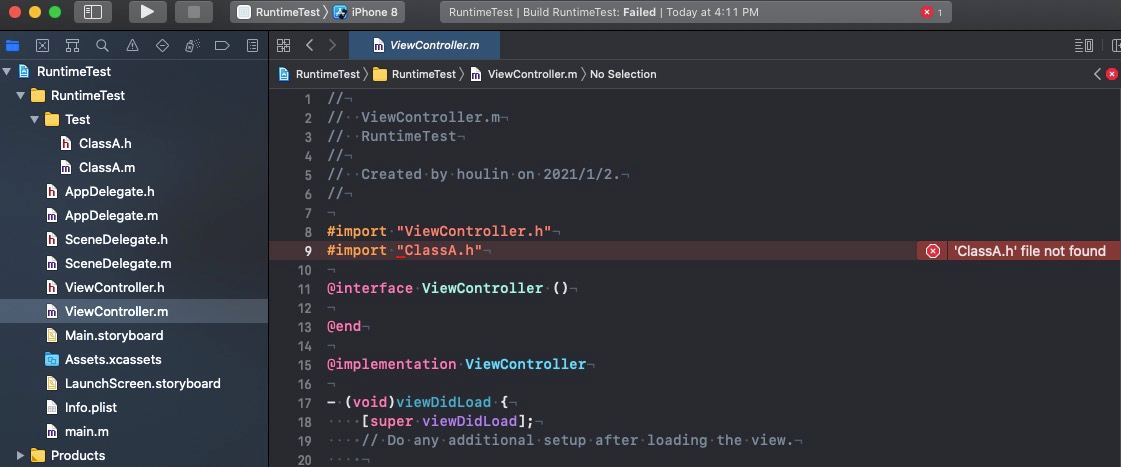 RuntimeTest 〉 iPhone 8
RuntimeTest | Build RuntimeTest: Failed | Today at 4:11 PM
1
ViewController.m
RuntimeTest
RuntimeTest
Test
ClassA.h
ClassA.m
AppDelegate.h
AppDelegate.m
SceneDelegate.h
SceneDelegate.m
ViewController.h
ViewController.m
Main.storyboard
Assets.xcassets
LaunchScreen.storyboard
Info.plist
main.m
Products
RuntimeTest 〉 RuntimeTest 〉 ViewController.m 〉 No Selection
1 //¬
2 //··ViewController.m¬
3 //··RuntimeTest¬
4 //¬
5 //··Created·by·houlin·on·2021/1/2.¬
6 //¬
7 ¬
8 #import·"ViewController.h"¬
9 #import·"ClassA.h"¬ 'ClassA.h' file not found
10 ¬
11 @interface·ViewController·()¬
12 ¬
13 @end¬
14 ¬
15 @implementation·ViewController¬
16 ¬
17 -·(void)viewDidLoad·{¬
18 ····[super·viewDidLoad];¬
19 ····//·Do·any·additional·setup·after·loading·the·view.¬
20 ····¬